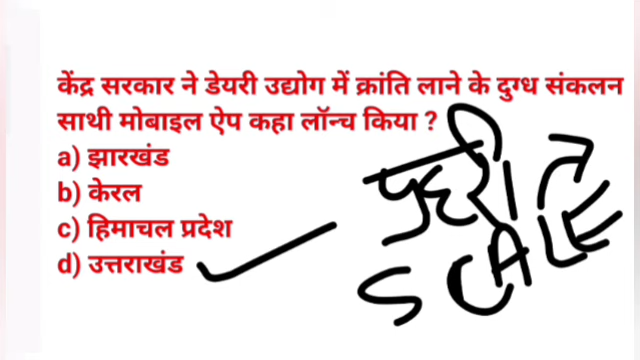 केंद्र सरकार ने डेयरी उद्योग में क्रांति लाने के दुग्ध संकलन
साथी मोबाइल ऐप कहा लॉन्च किया ?
a) झारखंड
b) केरल
c) हिमाचल प्रदेश
d) उत्तराखंड
SCALE